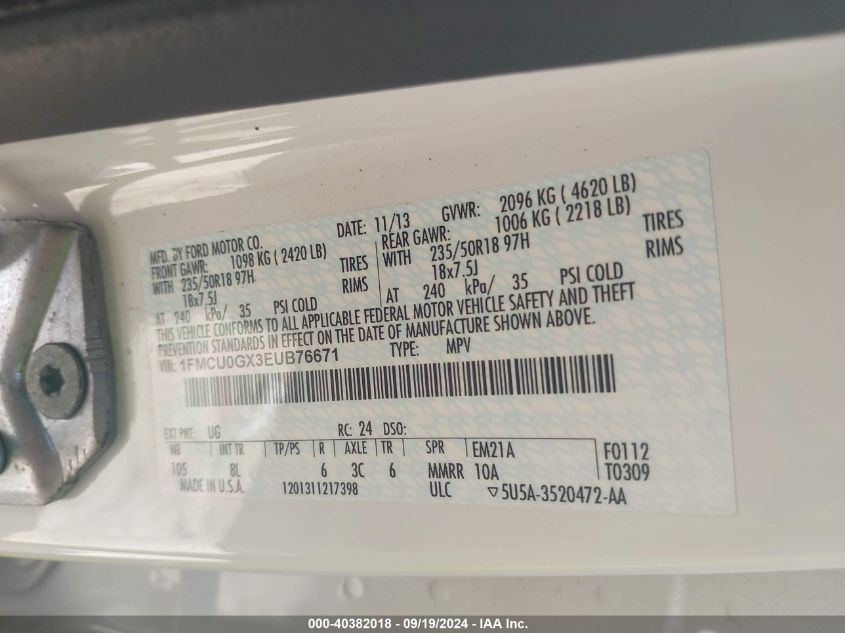 MFD. BY FORD MOTOR CO. DATE: 11/13 GVWR: 2096 KG ( 4620 LB)
FRONT GAWR: 1098 KG ( 2420 LB) REAR GAWR: 1006 KG ( 2218 LB)
WITH 235/50R18 97H TIRES WITH 235/50R18 97H TIRES
18x7.5J RIMS 18x7.5J RIMS
AT 240 kPa/ 35 PSI COLD AT 240 kPa/ 35 PSI COLD
THIS VEHICLE CONFORMS TO ALL APPLICABLE FEDERAL MOTOR VEHICLE SAFETY AND THEFT
PREVENTION STANDARDS IN EFFECT ON THE DATE OF MANUFACTURE SHOWN ABOVE.
VIN: 1FMCU0GX3EUB76671 TYPE: MPV
EXT PNT: UG RC: 24 DSO:
WB INT TR TP/PS R AXLE TR SPR EM21A F0112
105 8L 6 3C 6 MMRR 10A T0309
MADE IN U.S.A. 1201311217398 ULC ▽5U5A-3520472-AA
000-40382018 - 09/19/2024 - IAA Inc.